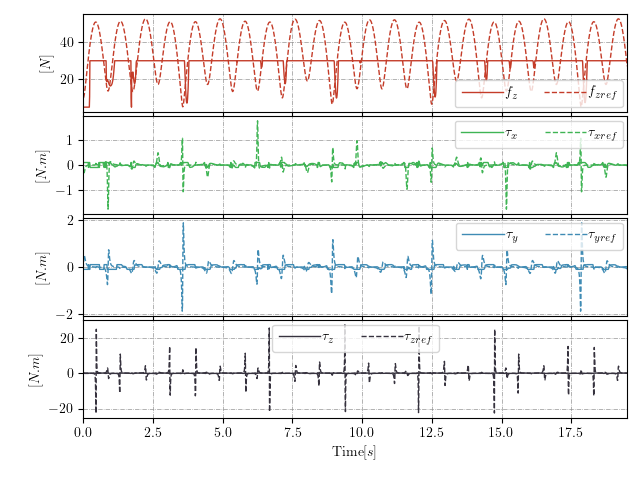 40
20
[N]
f_z f_zref
1
0
−1
[N.m]
τ_x τ_xref
2
0
−2
[N.m]
τ_y τ_yref
20
0
−20
[N.m]
τ_z τ_zref
0.0 2.5 5.0 7.5 10.0 12.5 15.0 17.5
Time[s]